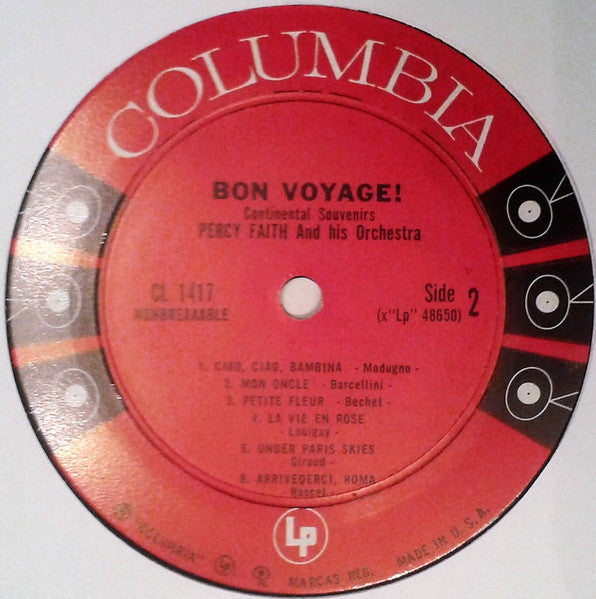 COLUMBIA
BON VOYAGE!
Continental Souvenirs
PERCY FAITH And his Orchestra
CL 1417
NONBREAKABLE
Side 2
(x"Lp" 48650)
1. CIAO, CIAO, BAMBINA - Modugno -
2. MON ONCLE - Barcellini -
3. PETITE FLEUR - Bechet -
4. LA VIE EN ROSE
- Louiguy -
5. UNDER PARIS SKIES
Giraud -
6. ARRIVEDERCI, ROMA
- Rascel -
Lp
"COLUMBIA" Lp MARCAS REG. MADE IN U.S.A.